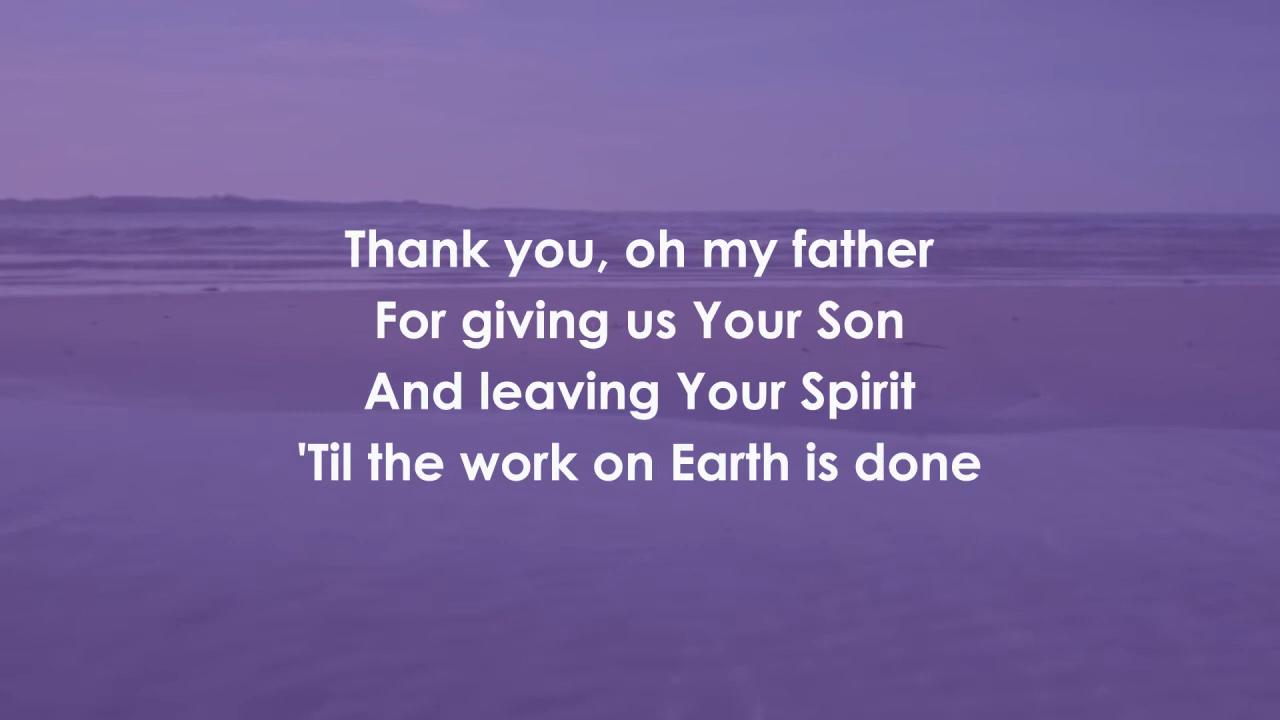 Thank you, oh my father
For giving us Your Son
And leaving Your Spirit
'Til the work on Earth is done